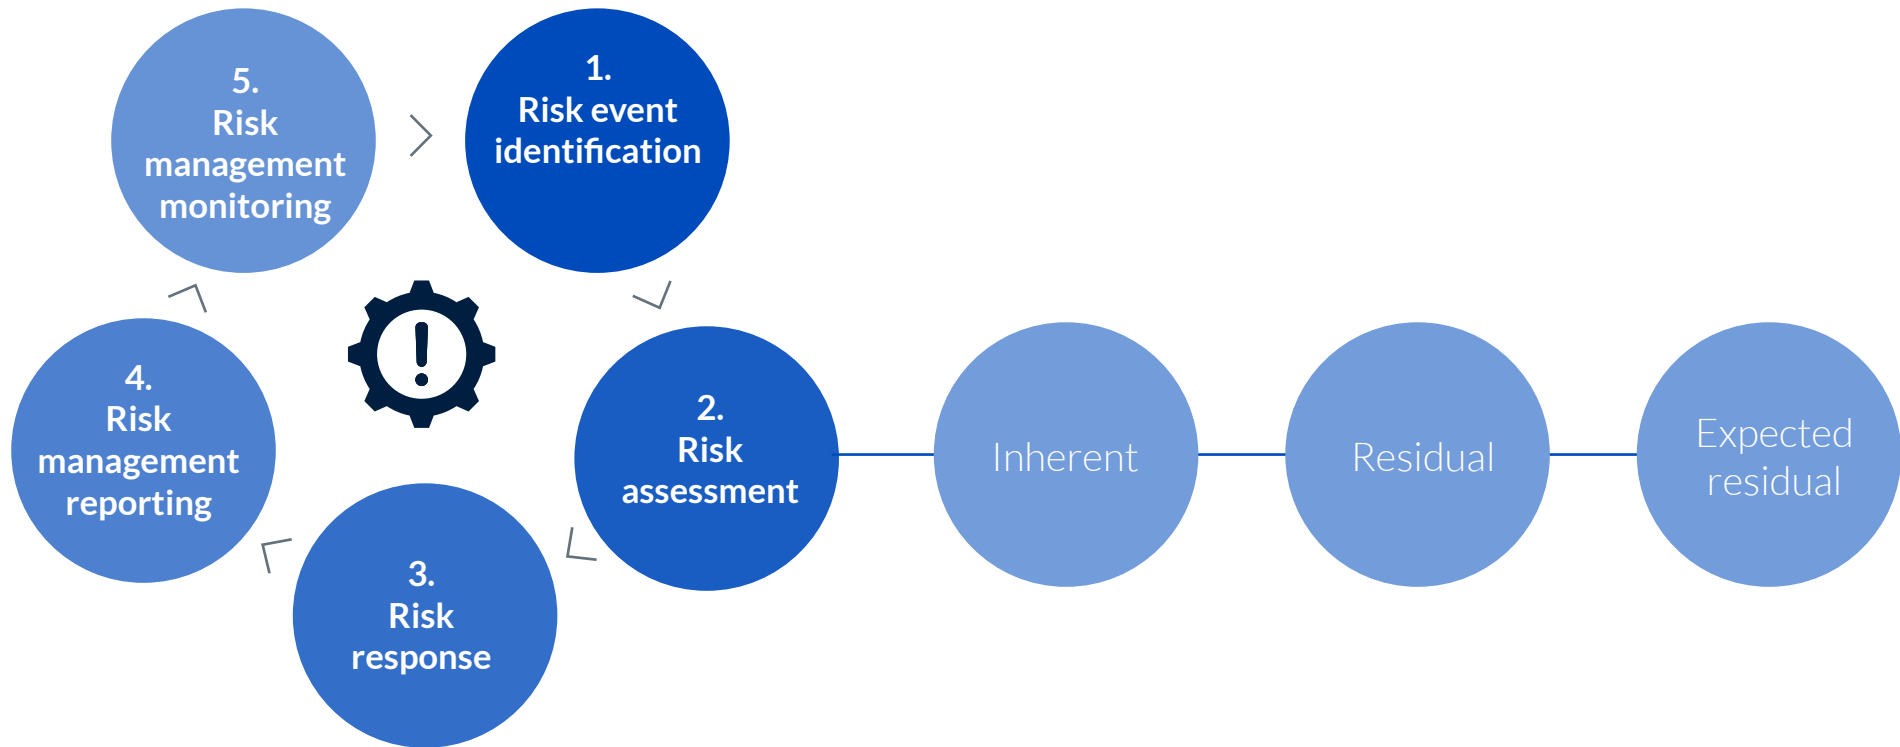 1.
Risk event
identification
2.
Risk
assessment
3.
Risk
response
4.
Risk
management
reporting
5.
Risk
management
monitoring
Inherent
Residual
Expected
residual